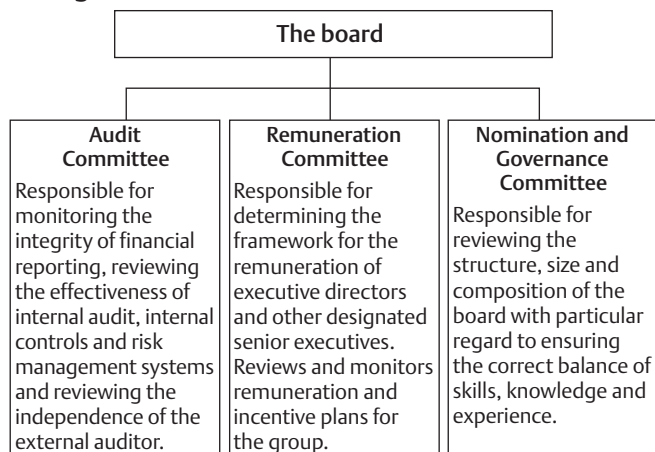 The board
Audit
Committee
Responsible for
monitoring the
integrity of financial
reporting, reviewing
the effectiveness of
internal audit, internal
controls and risk
management systems
and reviewing the
independence of the
external auditor.
Remuneration
Committee
Responsible for
determining the
framework for the
remuneration of
executive directors
and other designated
senior executives.
Reviews and monitors
remuneration and
incentive plans for
the group.
Nomination and
Governance
Committee
Responsible for
reviewing the
structure, size and
composition of the
board with particular
regard to ensuring
the correct balance of
skills, knowledge and
experience.